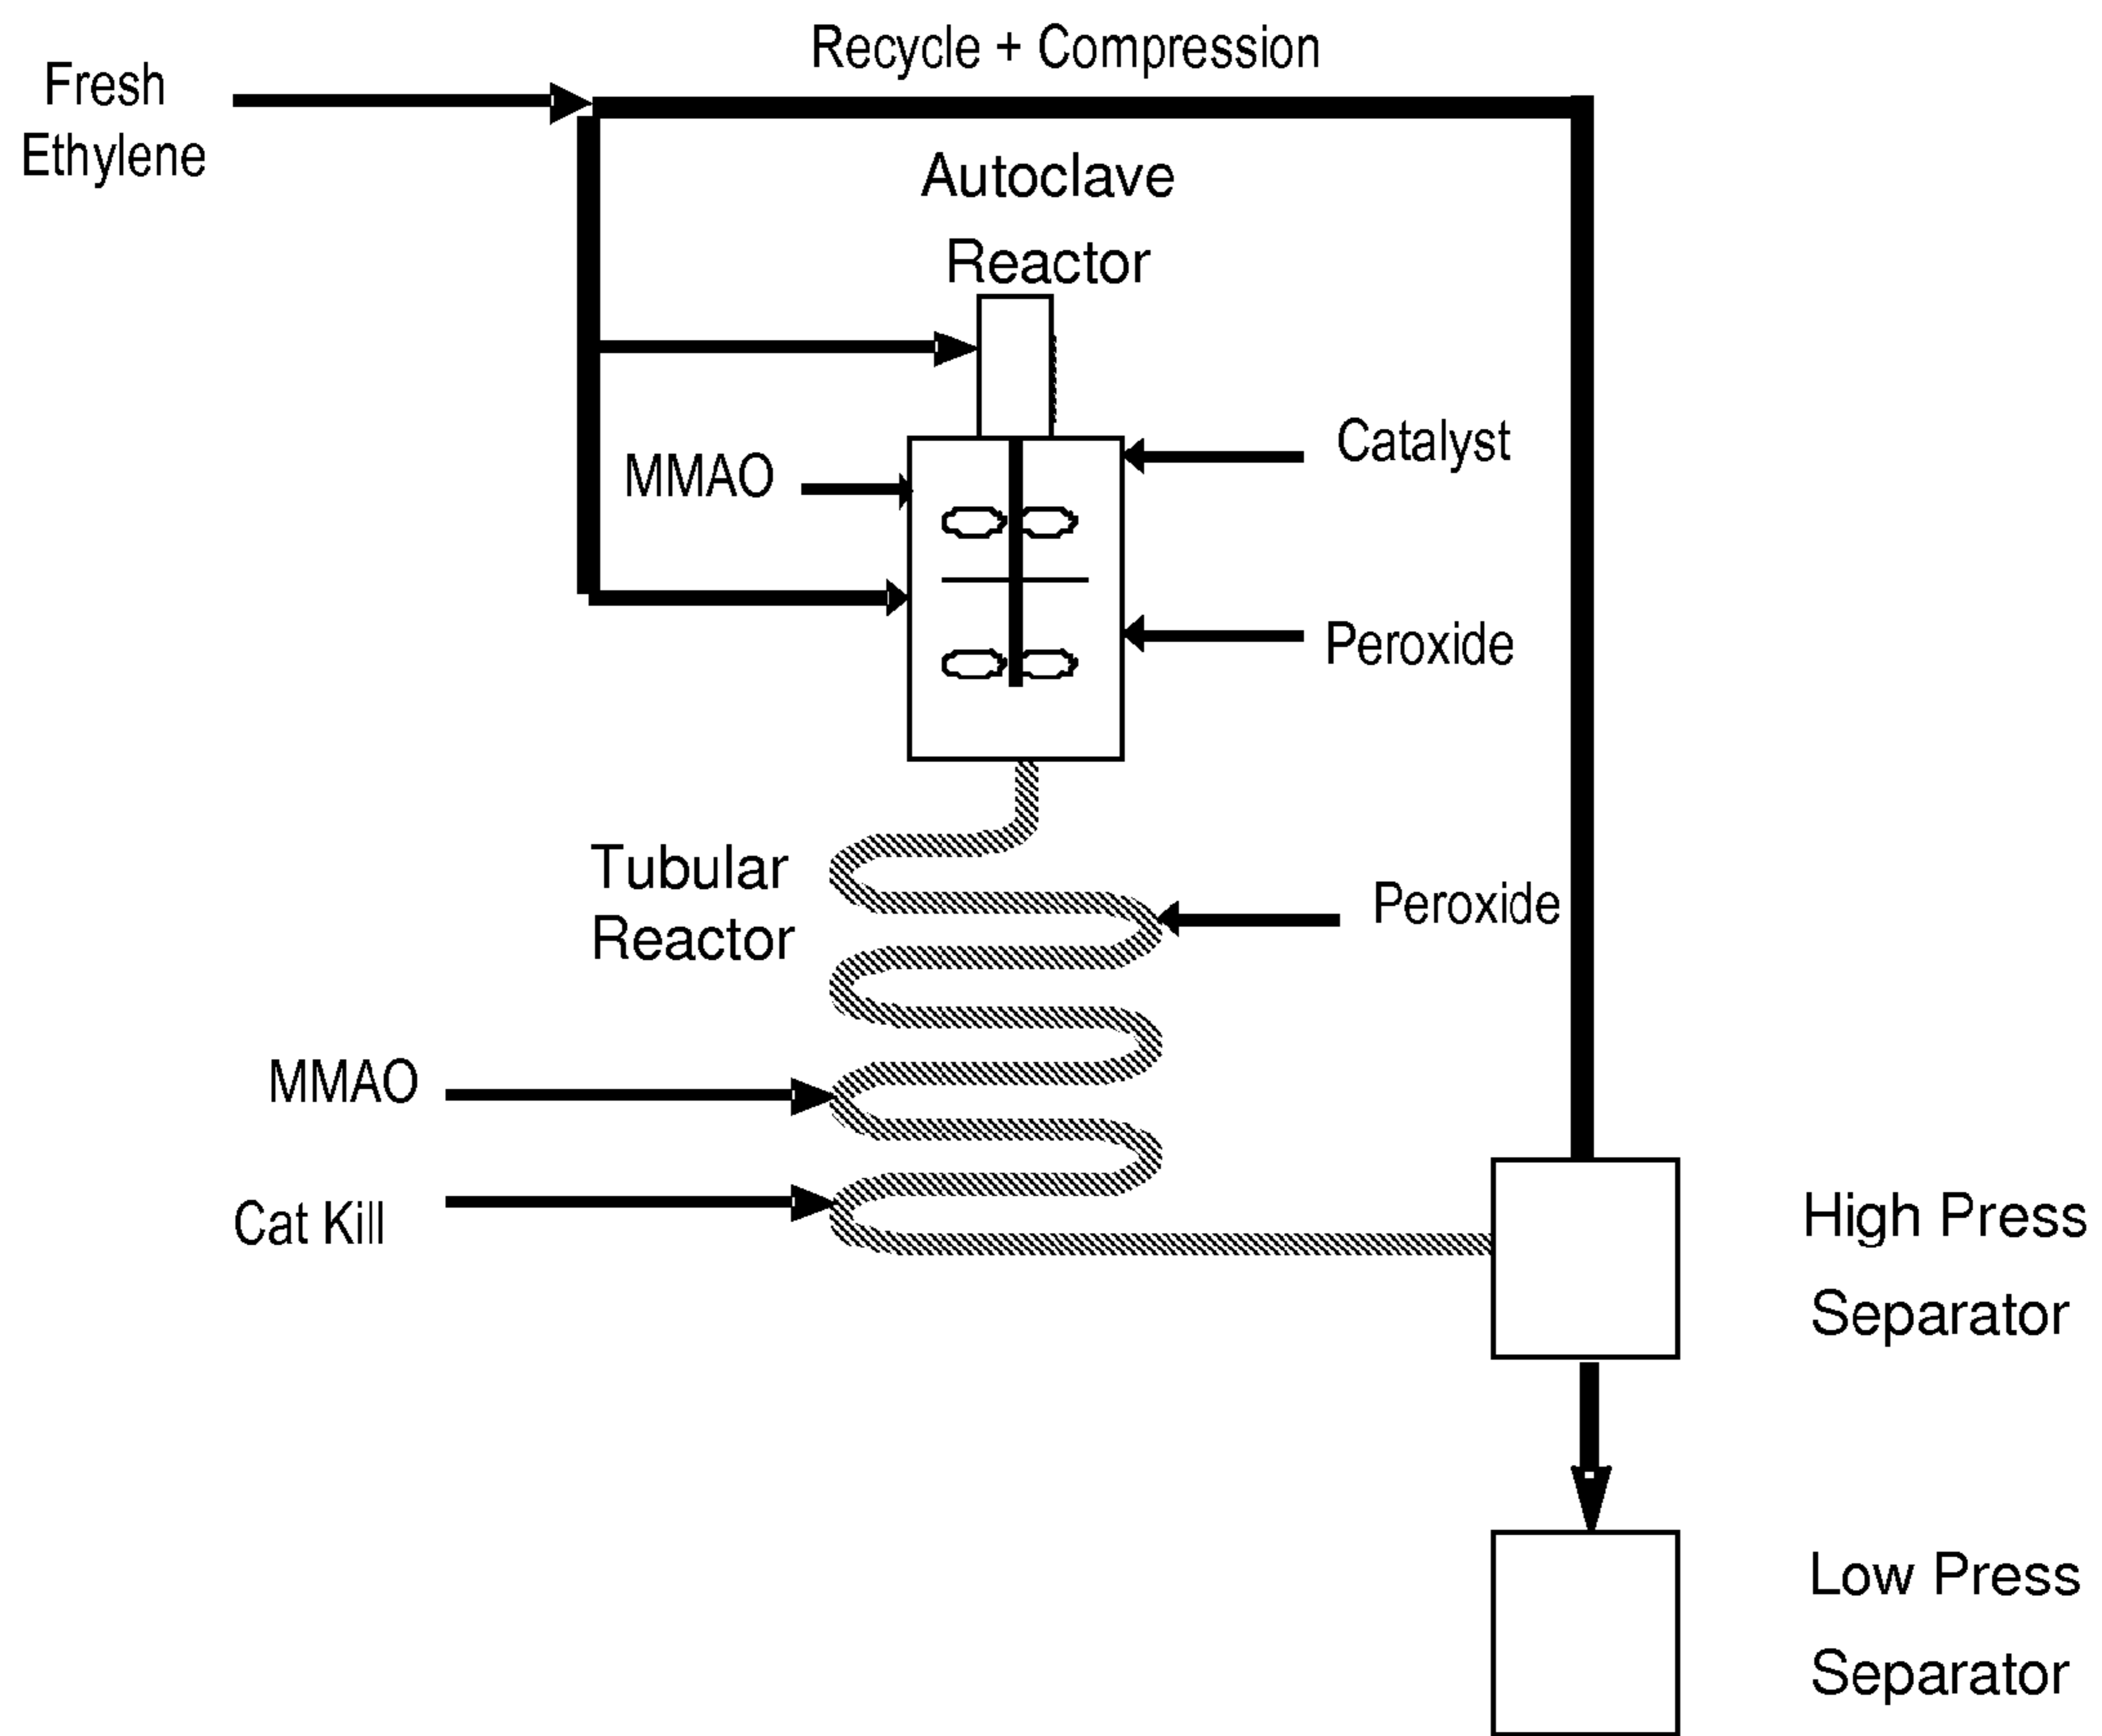 Recycle + Compression
Fresh
Ethylene
Autoclave
Reactor
Catalyst
MMAO
Peroxide
Tubular
Reactor
Peroxide
MMAO
Cat Kill
High Press
Separator
Low Press
Separator